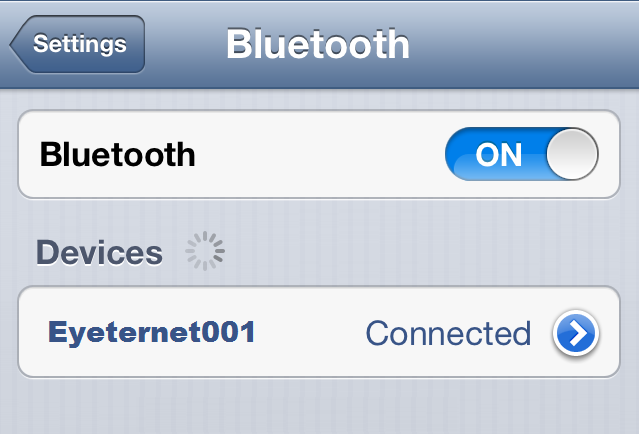 Settings
Bluetooth
Bluetooth ON
Devices
Eyeternet001 Connected